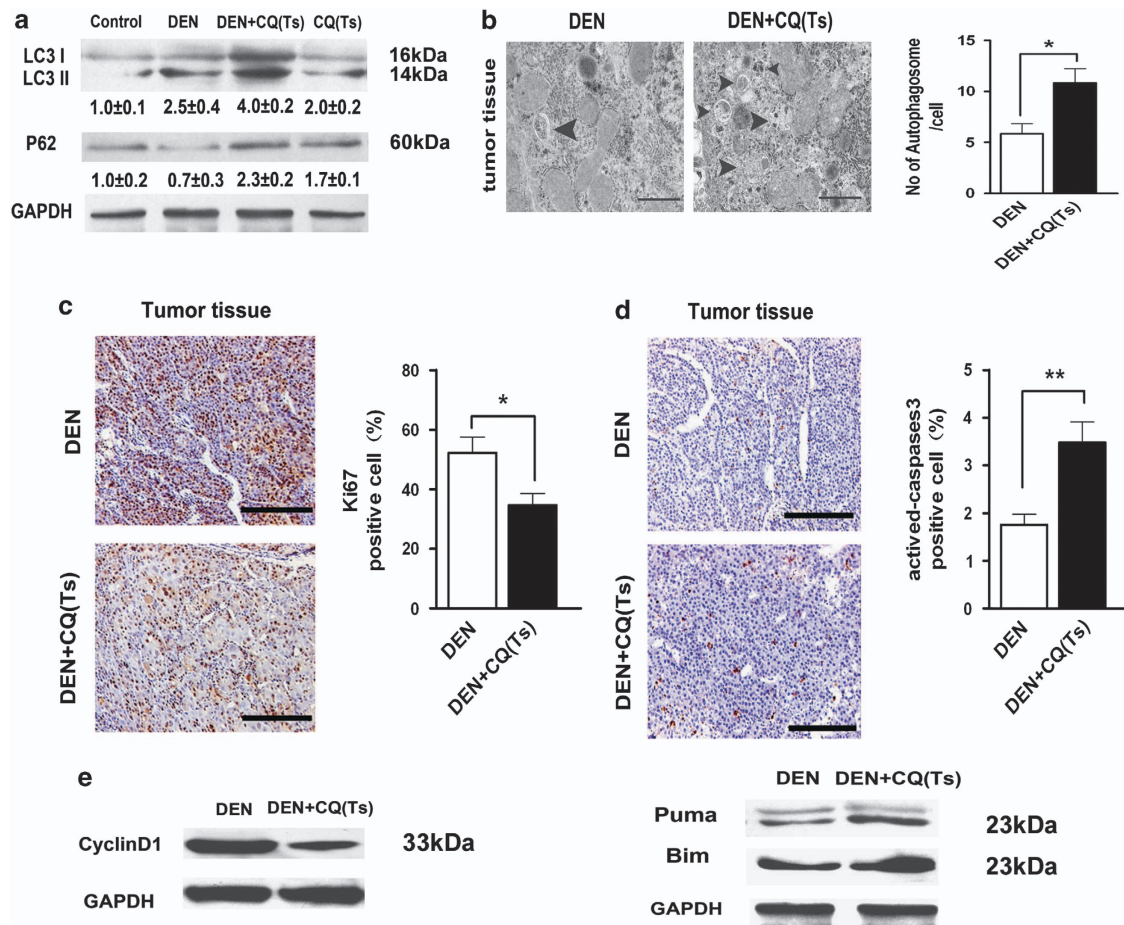 a
Control DEN DEN+CQ(Ts) CQ(Ts)
LC3 I 16kDa
LC3 II 14kDa
1.0±0.1 2.5±0.4 4.0±0.2 2.0±0.2
P62 60kDa
1.0±0.2 0.7±0.3 2.3±0.2 1.7±0.1
GAPDH
b
DEN DEN+CQ(Ts)
tumor tissue
No of Autophagosome
/cell
15
10
5
0
*
DEN
DEN+CQ(Ts)
c
Tumor tissue
DEN
DEN+CQ(Ts)
Ki67
positive cell (%)
80
60
40
20
0
*
DEN
DEN+CQ(Ts)
d
Tumor tissue
DEN
DEN+CQ(Ts)
actived-caspases3
positive cell (%)
5
4
3
2
1
0
**
DEN
DEN+CQ(Ts)
e
DEN DEN+CQ(Ts)
CyclinD1 33kDa
GAPDH
DEN DEN+CQ(Ts)
Puma 23kDa
Bim 23kDa
GAPDH